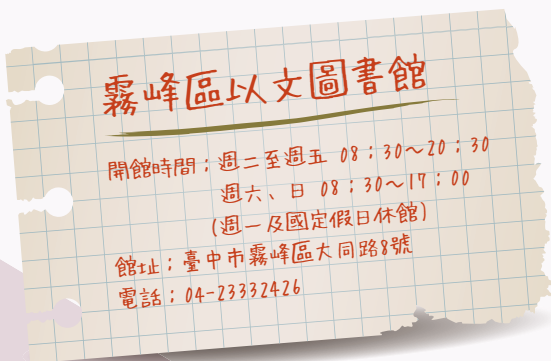 霧峰區以文圖書館
開館時間：週二至週五 08：30～20：30
週六、日 08：30～17：00
(週一及國定假日休館)
館址：臺中市霧峰區大同路8號
電話：04-23332426